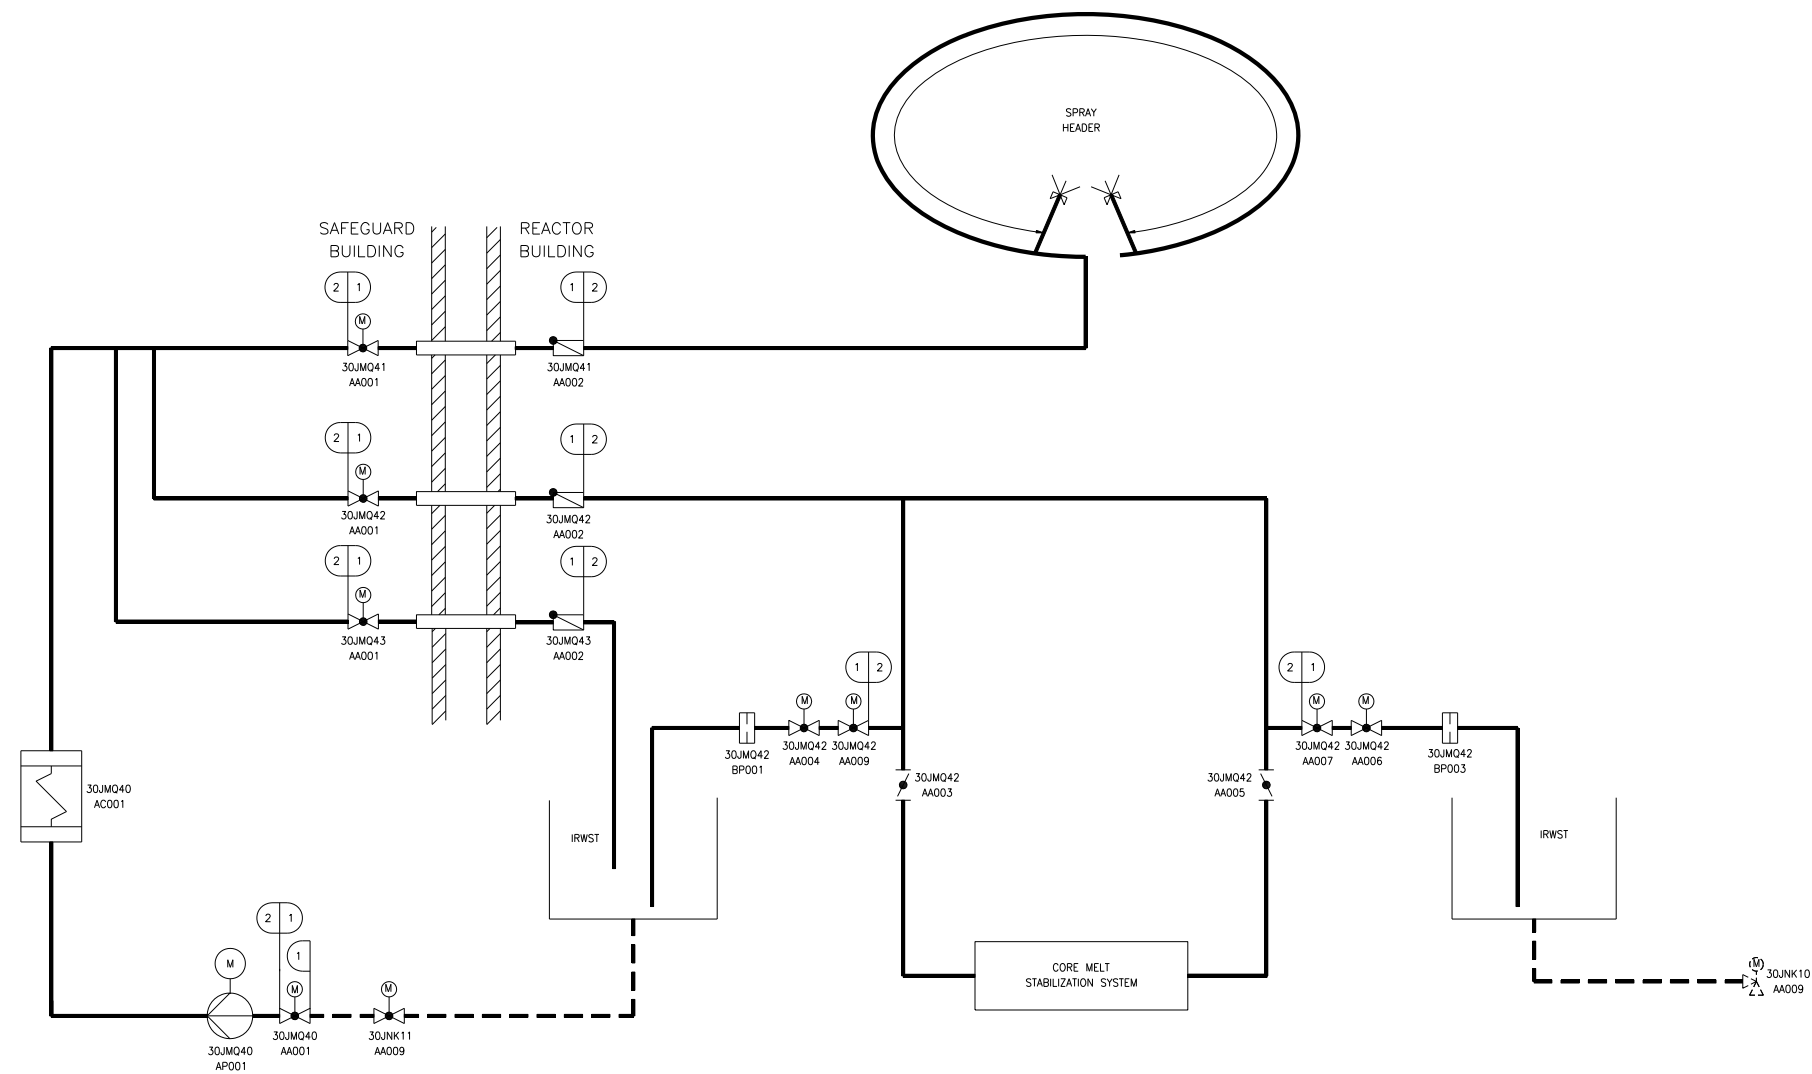 SPRAY
HEADER
SAFEGUARD
BUILDING
REACTOR
BUILDING
2 1
1 2
M
30JMQ41
AA001
30JMQ41
AA002
2 1
1 2
M
30JMQ42
AA001
30JMQ42
AA002
2 1
1 2
M
30JMQ43
AA001
30JMQ43
AA002
1 2
2 1
M
M
M
M
30JMQ42
BP001
30JMQ42
AA004
30JMQ42
AA009
30JMQ42
AA007
30JMQ42
AA006
30JMQ42
BP003
30JMQ42
AA003
30JMQ42
AA005
30JMQ40
AC001
IRWST
IRWST
2 1
1
M
M
M
CORE MELT
STABILIZATION SYSTEM
M
30JNK10
AA009
30JMQ40
AP001
30JMQ40
AA001
30JNK11
AA009